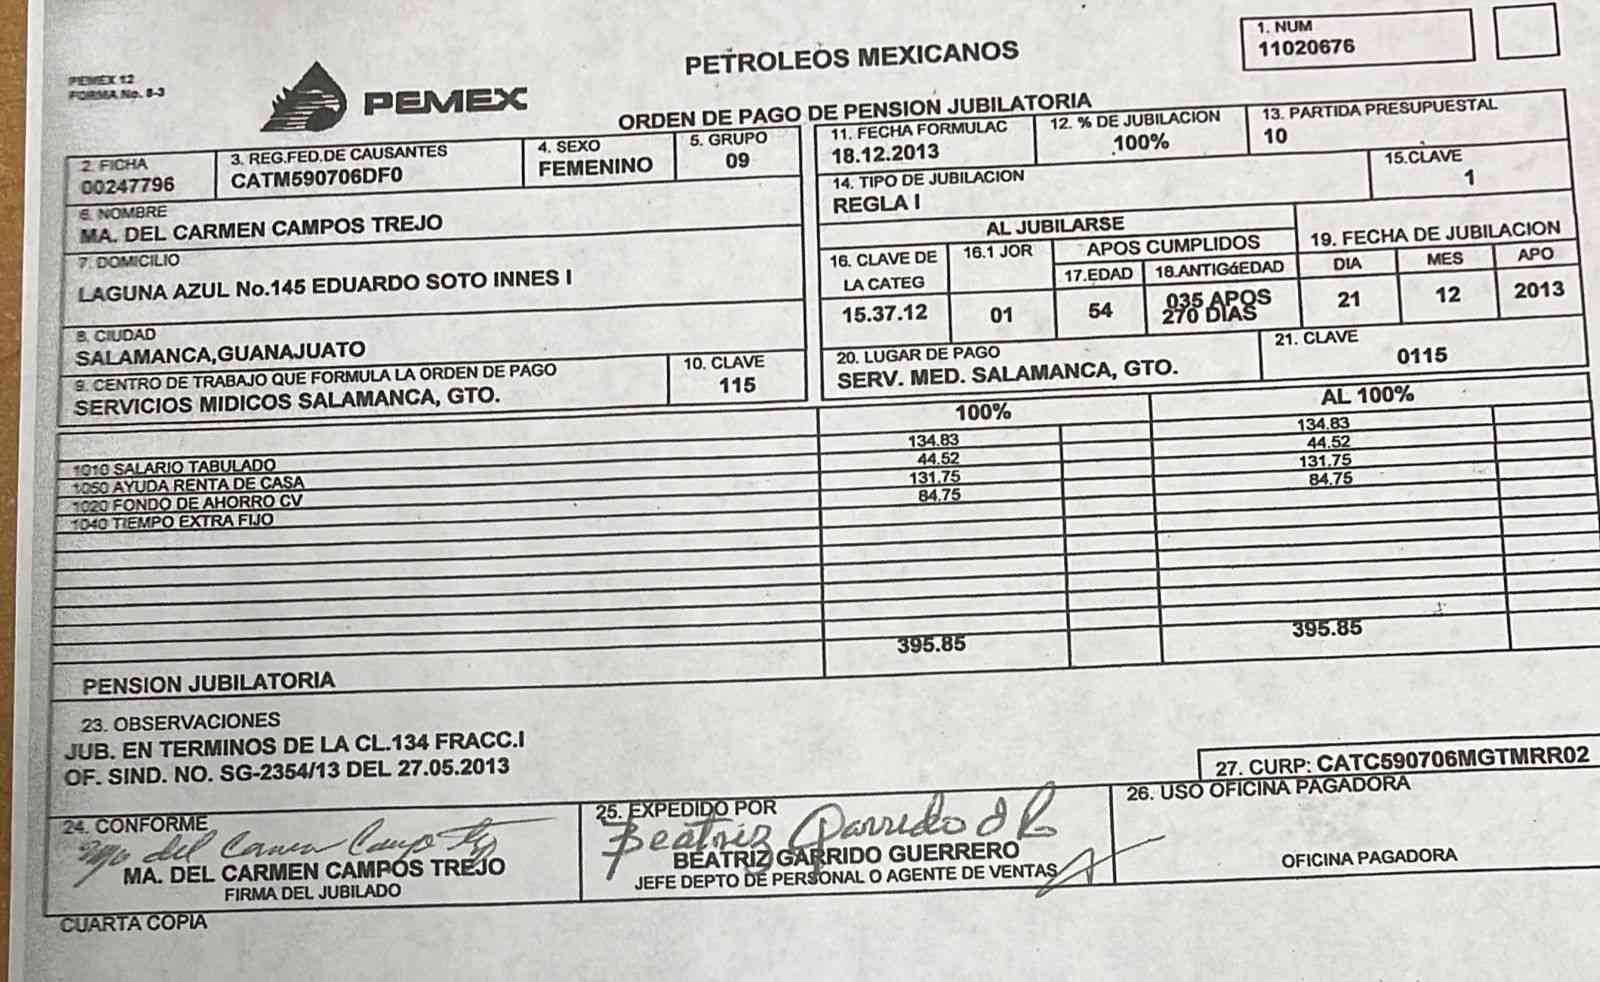 PETROLEOS MEXICANOS
1. NUM
11020676
PEMEX 12
FORMA No. 8-3
PEMEX
ORDEN DE PAGO DE PENSION JUBILATORIA
2. FICHA
00247796
3. REG.FED.DE CAUSANTES
CATM590706DF0
4. SEXO
FEMENINO
5. GRUPO
09
11. FECHA FORMULAC
18.12.2013
12. % DE JUBILACION
100%
13. PARTIDA PRESUPUESTAL
10
6. NOMBRE
MA. DEL CARMEN CAMPOS TREJO
14. TIPO DE JUBILACION
REGLA I
15.CLAVE
1
7. DOMICILIO
LAGUNA AZUL No.145 EDUARDO SOTO INNES I
AL JUBILARSE
16. CLAVE DE
LA CATEG
15.37.12
16.1 JOR
01
APOS CUMPLIDOS
17.EDAD
54
18.ANTIGóEDAD
035 APOS
270 DIAS
19. FECHA DE JUBILACION
DIA MES APO
21 12 2013
8. CIUDAD
SALAMANCA,GUANAJUATO
9. CENTRO DE TRABAJO QUE FORMULA LA ORDEN DE PAGO
SERVICIOS MIDICOS SALAMANCA, GTO.
10. CLAVE
115
20. LUGAR DE PAGO
SERV. MED. SALAMANCA, GTO.
21. CLAVE
0115
100% AL 100%
134.83 134.83
1010 SALARIO TABULADO 44.52 44.52
1050 AYUDA RENTA DE CASA 131.75 131.75
1020 FONDO DE AHORRO CV 84.75 84.75
1040 TIEMPO EXTRA FIJO
395.85 395.85
PENSION JUBILATORIA
23. OBSERVACIONES
JUB. EN TERMINOS DE LA CL.134 FRACC.I
OF. SIND. NO. SG-2354/13 DEL 27.05.2013
27. CURP: CATC590706MGTMRR02
24. CONFORME
Ma del Carmen Campos
MA. DEL CARMEN CAMPOS TREJO
FIRMA DEL JUBILADO
25. EXPEDIDO POR
Beatriz Garrido
BEATRIZ GARRIDO GUERRERO
JEFE DEPTO DE PERSONAL O AGENTE DE VENTAS
26. USO OFICINA PAGADORA
OFICINA PAGADORA
CUARTA COPIA